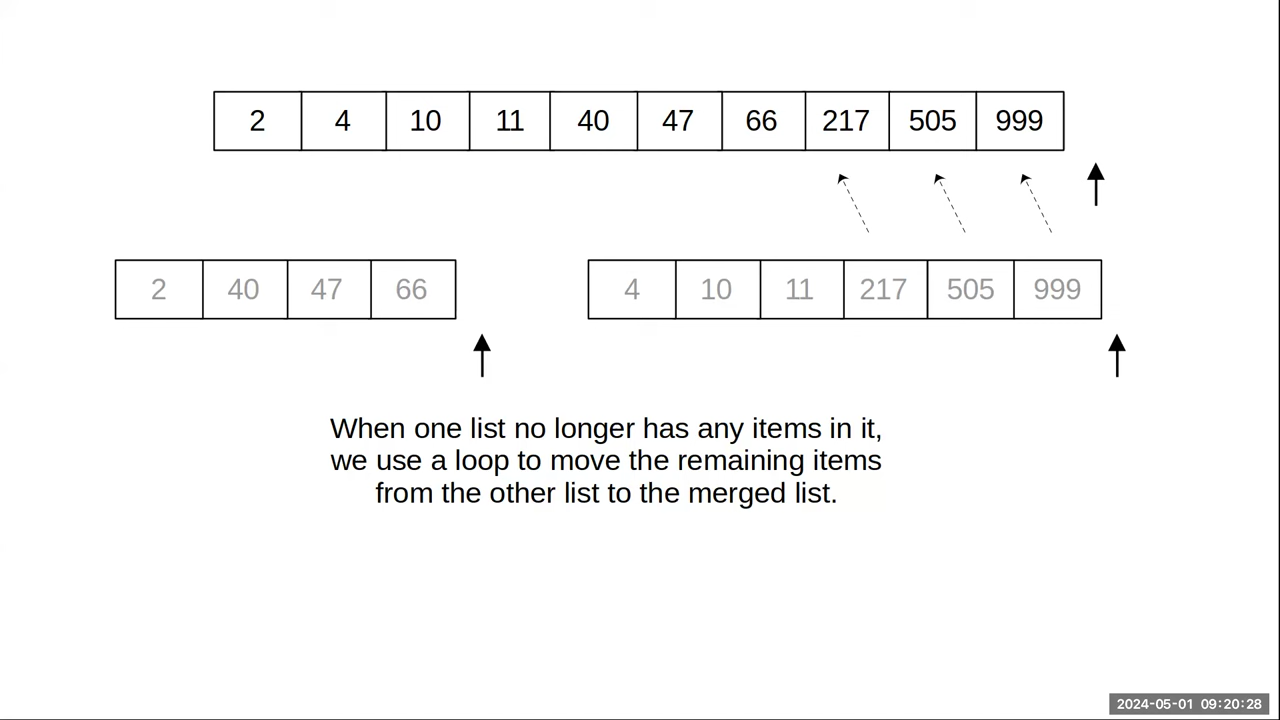 2 4 10 11 40 47 66 217 505 999
2 40 47 66 4 10 11 217 505 999
When one list no longer has any items in it,
we use a loop to move the remaining items
from the other list to the merged list.
2024-05-01 09:20:28